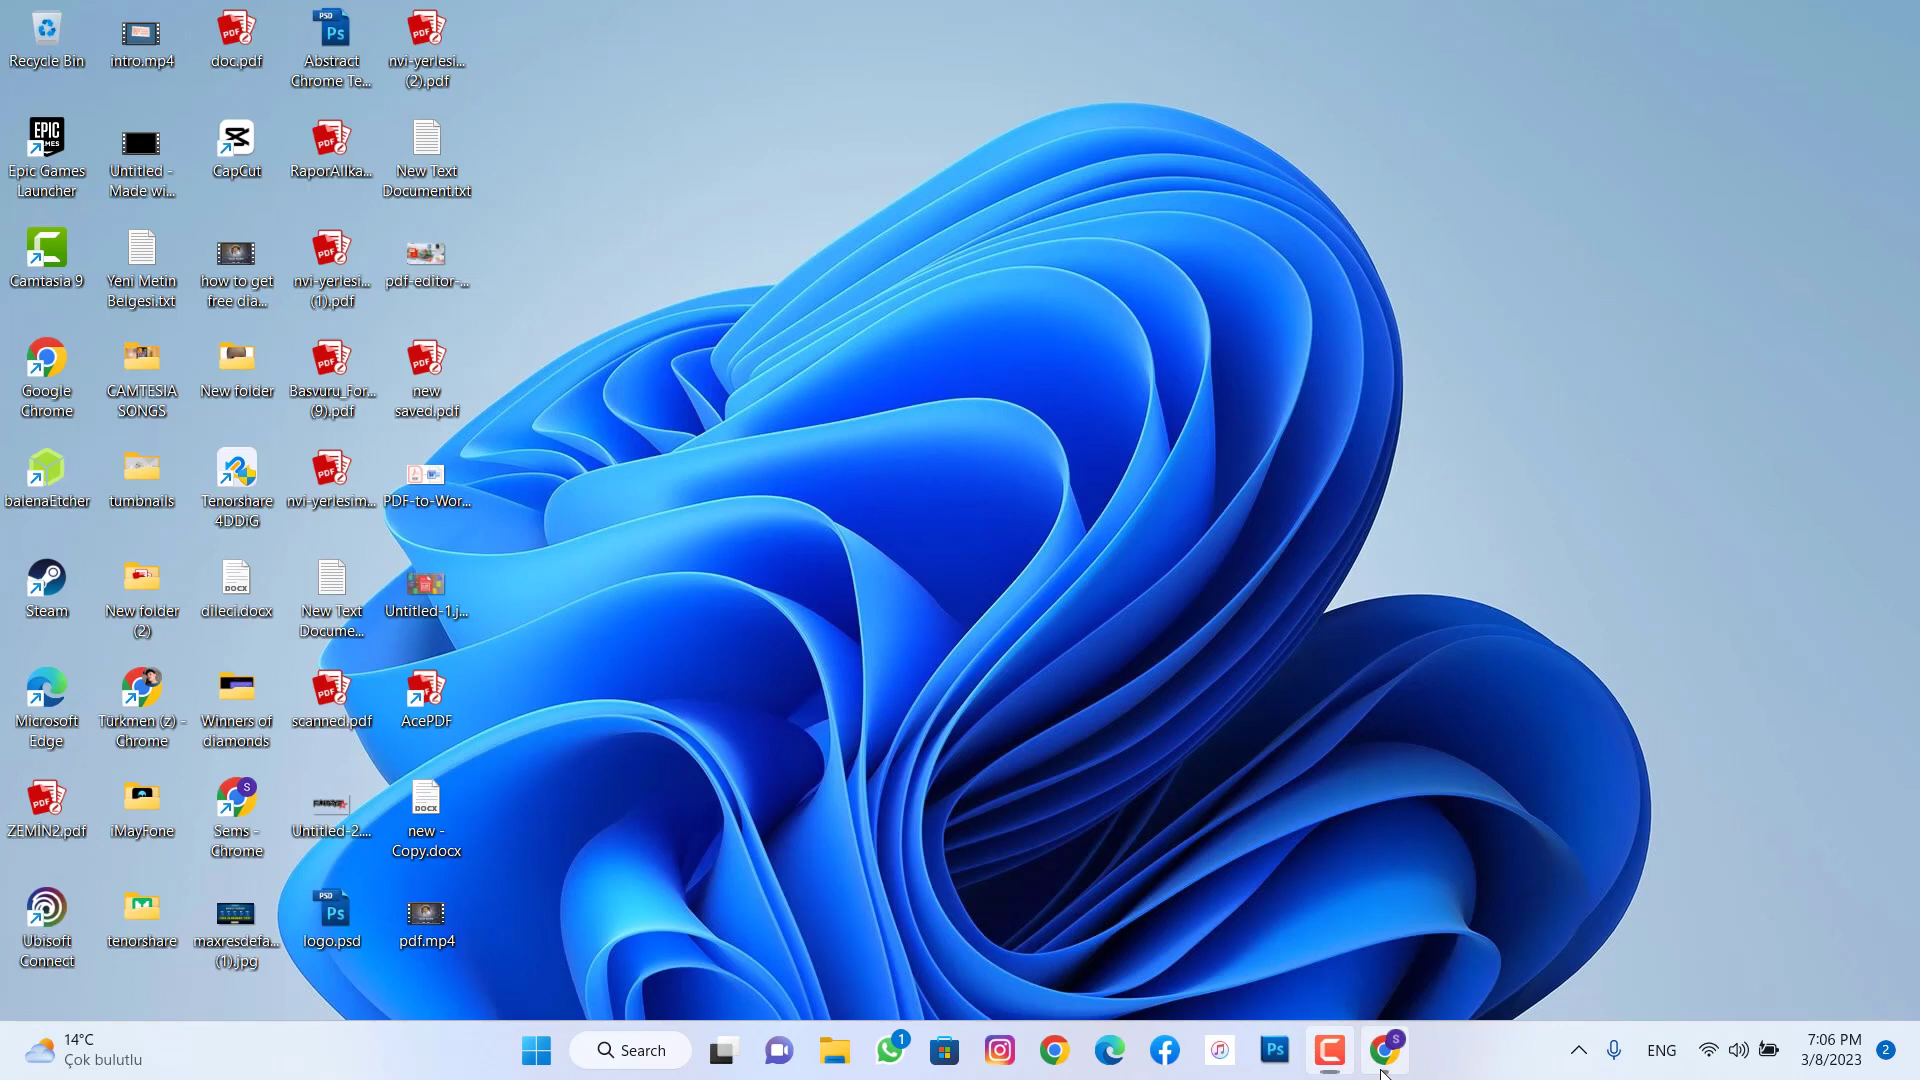 Recycle Bin
intro.mp4
doc.pdf
Abstract
Chrome Te...
nvi-yerlesi...
(2).pdf
Epic Games
Launcher
Untitled -
Made wi...
CapCut
RaporAllka...
New Text
Document.txt
Camtasia 9
Yeni Metin
Belgesi.txt
how to get
free dia...
nvi-yerlesi...
(1).pdf
pdf-editor-...
Google
Chrome
CAMTESIA
SONGS
New folder
Basvuru_For...
(9).pdf
new
saved.pdf
balenaEtcher
tumbnails
Tenorshare
4DDiG
nvi-yerlesim...
PDF-to-Wor...
Steam
New folder
(2)
dileci.docx
New Text
Docume...
Untitled-1.j...
Microsoft
Edge
Türkmen (z) -
Chrome
Winners of
diamonds
scanned.pdf
AcePDF
ZEMİN2.pdf
iMayFone
Sems -
Chrome
Untitled-2....
new -
Copy.docx
Ubisoft
Connect
tenorshare
maxresdefa...
(1).jpg
logo.psd
pdf.mp4
14°C
Çok bulutlu
Search
1
ENG
7:06 PM
3/8/2023
2